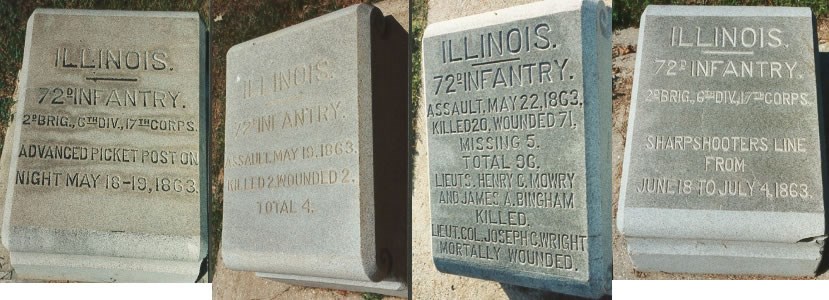 ILLINOIS.
72D INFANTRY.
2D BRIG., 6TH DIV., 17TH CORPS.
ADVANCED PICKET POST ON
NIGHT MAY 18-19, 1863.
ILLINOIS.
72D INFANTRY.
ASSAULT, MAY 19, 1863.
KILLED 2, WOUNDED 2.
TOTAL 4.
ILLINOIS.
72D INFANTRY.
ASSAULT, MAY 22, 1863.
KILLED 20, WOUNDED 71,
MISSING 5.
TOTAL 96.
LIEUTS. HENRY C. MOWRY
AND JAMES A. BINGHAM
KILLED.
LIEUT. COL. JOSEPH C. WRIGHT
MORTALLY WOUNDED.
ILLINOIS.
72D INFANTRY.
2D BRIG., 6TH DIV., 17TH CORPS.
SHARPSHOOTERS LINE
FROM
JUNE 18 TO JULY 4, 1863.